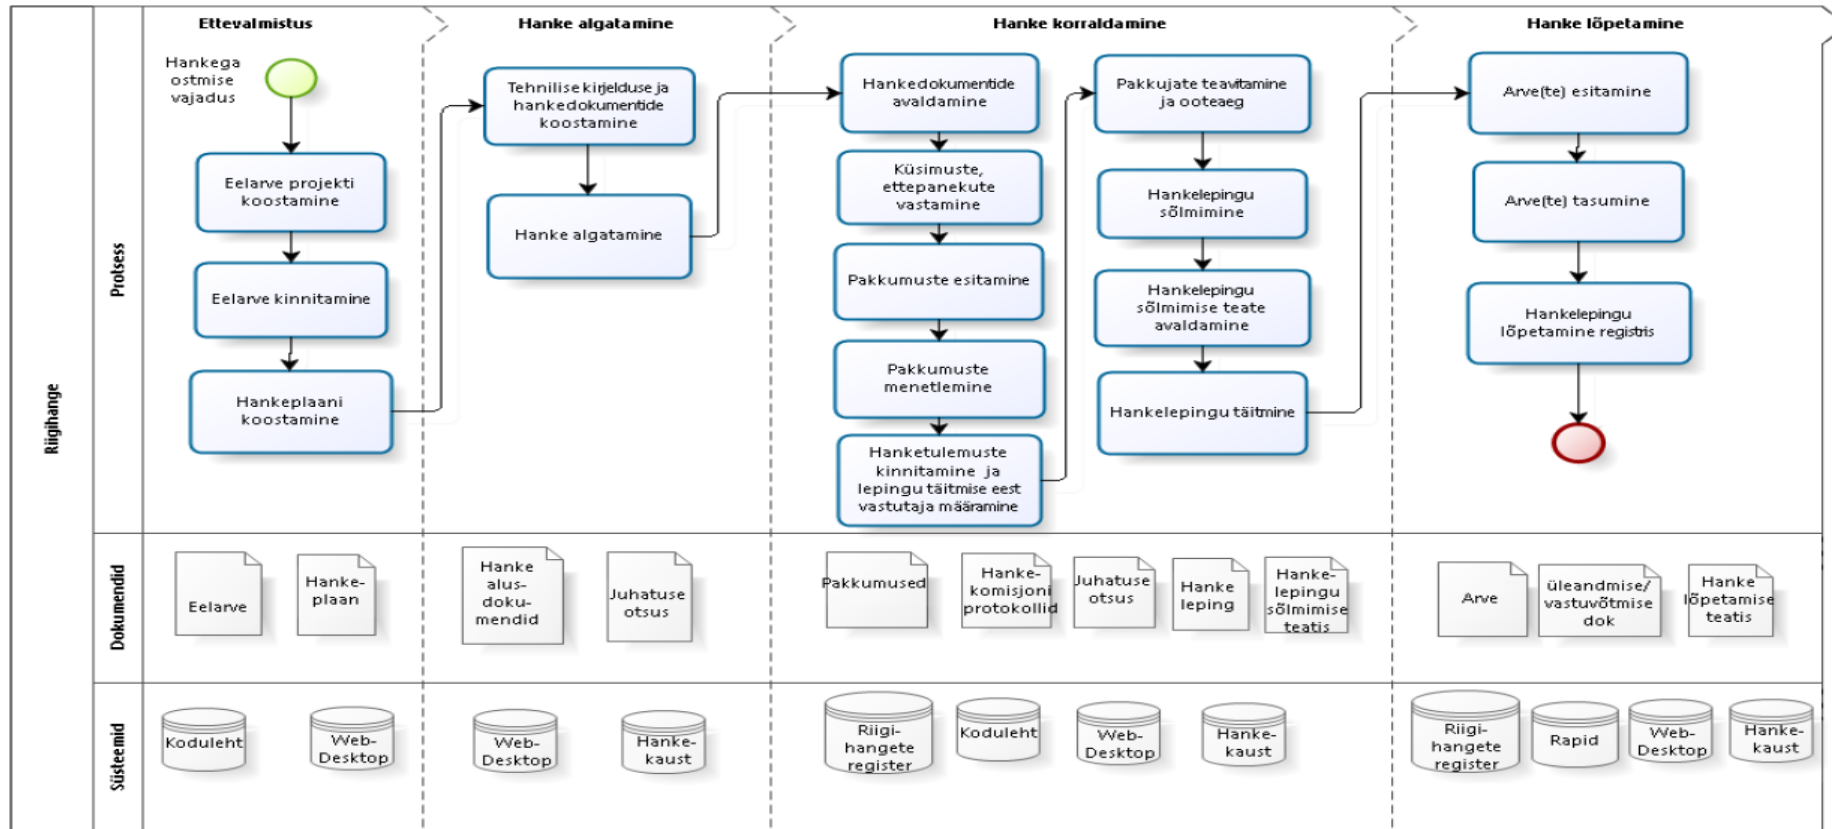 Ettevalmistus
Hanke algatamine
Hanke korraldamine
Hanke lõpetamine
Riigihange
Protsess
Hankega
ostmise
vajadus
Eelarve projekti
koostamine
Eelarve kinnitamine
Hankeplaani
koostamine
Tehnilise kirjelduse ja
hankedokumentide
koostamine
Hanke algatamine
Hankedokumentide
avaldamine
Küsimuste,
ettepanekute
vastamine
Pakkumuste esitamine
Pakkumuste
menetlemine
Hanketulemuste
kinnitamine ja
lepingu täitmise eest
vastutaja määramine
Pakkujate teavitamine
ja ooteaeg
Hankelepingu
sõlmimine
Hankelepingu
sõlmimise teate
avaldamine
Hankelepingu täitmine
Arve(te) esitamine
Arve(te) tasumine
Hankelepingu
lõpetamine registris
Dokumendid
Eelarve
Hanke-
plaan
Hanke
alus-
doku-
mendid
Juhatuse
otsus
Pakkumused
Hanke-
komisjoni
protokollid
Juhatuse
otsus
Hanke
leping
Hanke-
lepingu
sõlmimise
teatis
Arve
üleandmise/
vastuvõtmise
dok
Hanke
lõpetamise
teatis
Süsteemid
Koduleht
Web-
Desktop
Web-
Desktop
Hanke-
kaust
Riigi-
hangete
register
Koduleht
Web-
Desktop
Hanke-
kaust
Riigi-
hangete
register
Rapid
Web-
Desktop
Hanke-
kaust